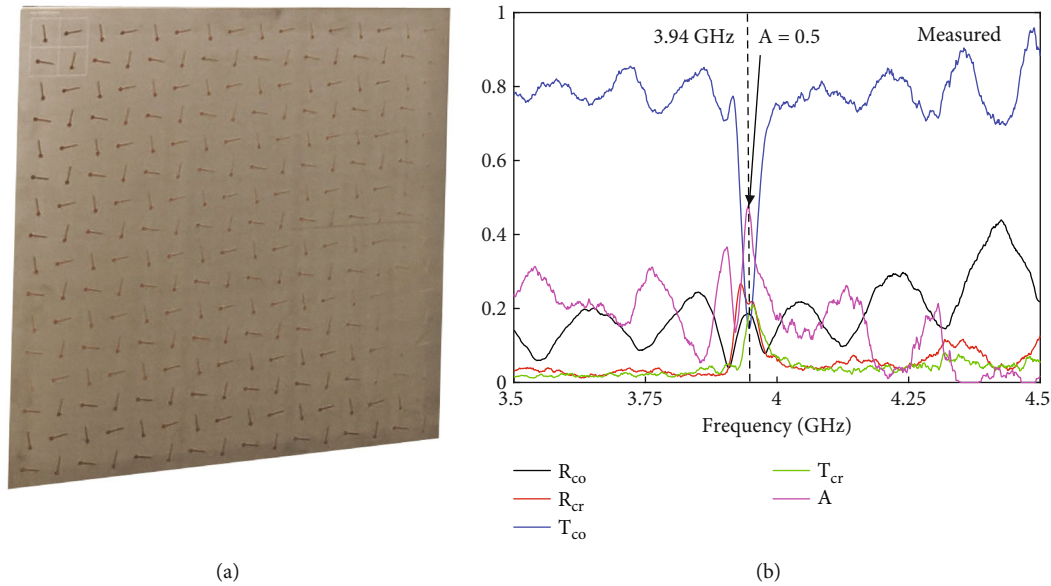 3.94 GHz
A = 0.5
Measured
1
0.8
0.6
0.4
0.2
0
3.5
3.75
4
4.25
4.5
Frequency (GHz)
R_co
R_cr
T_co
T_cr
A
(a)
(b)